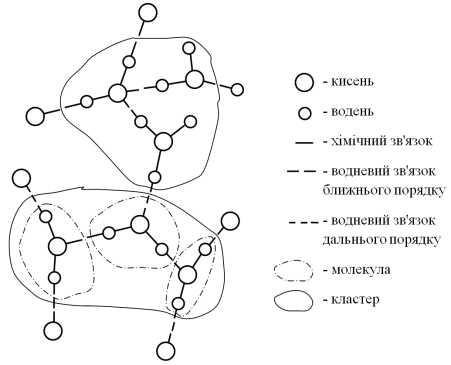 - кисень
- водень
- хімічний зв'язок
- водневий зв'язок
ближнього порядку
- водневий зв'язок
дальнього порядку
- молекула
- кластер